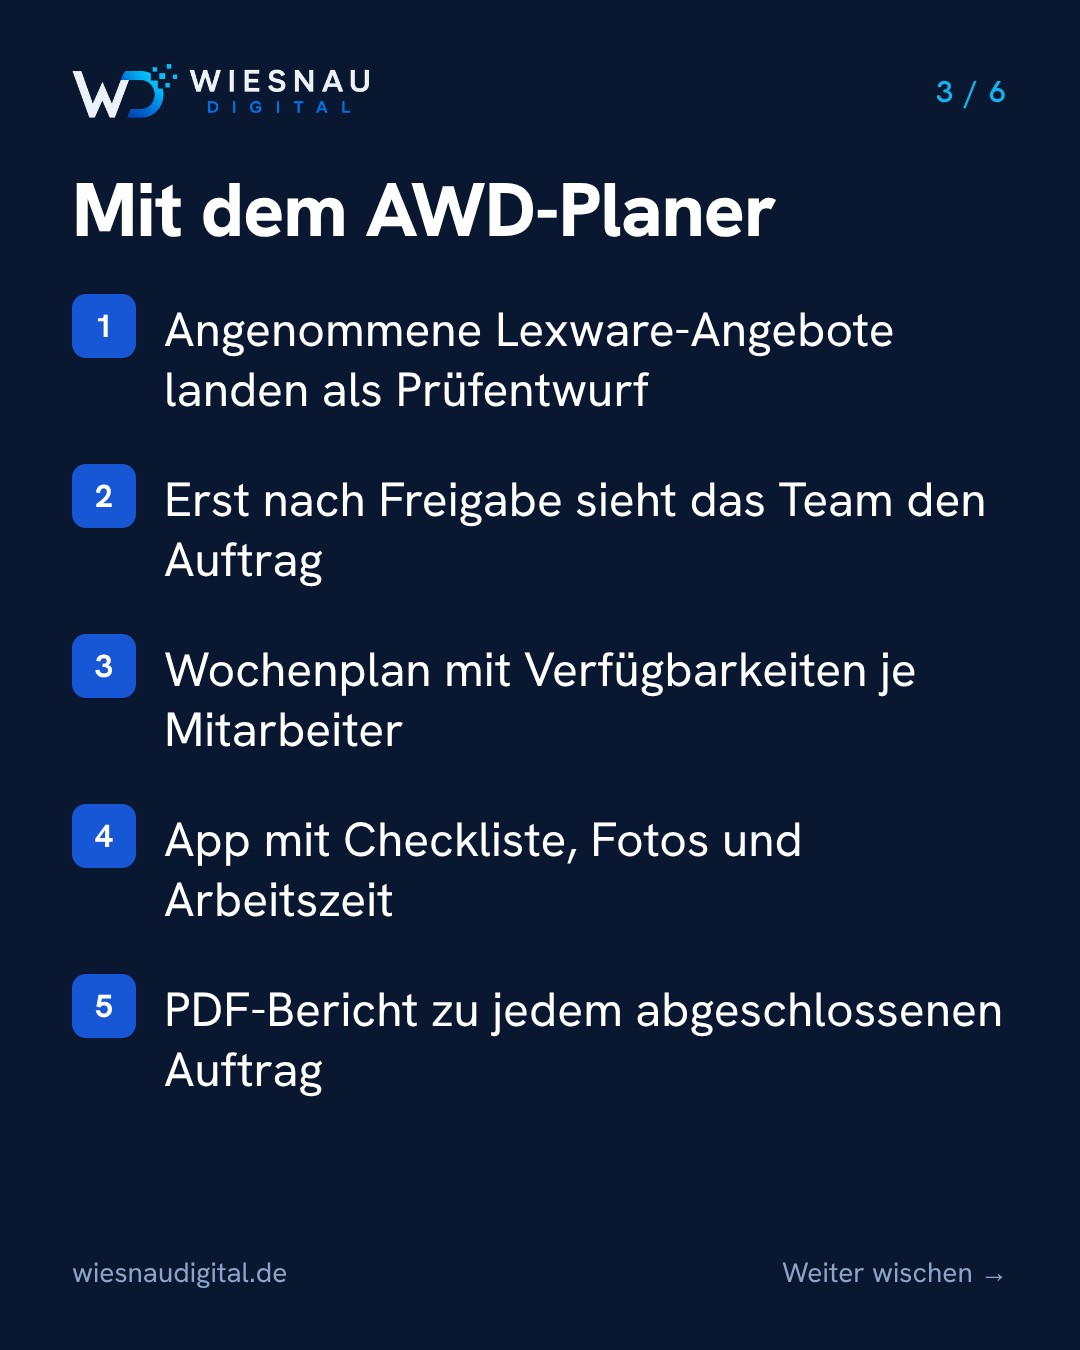 WIESNAU
DIGITAL
3 / 6
Mit dem AWD-Planer
1
Angenommene Lexware-Angebote
landen als Prüfentwurf
2
Erst nach Freigabe sieht das Team den
Auftrag
3
Wochenplan mit Verfügbarkeiten je
Mitarbeiter
4
App mit Checkliste, Fotos und
Arbeitszeit
5
PDF-Bericht zu jedem abgeschlossenen
Auftrag
wiesnaudigital.de
Weiter wischen →